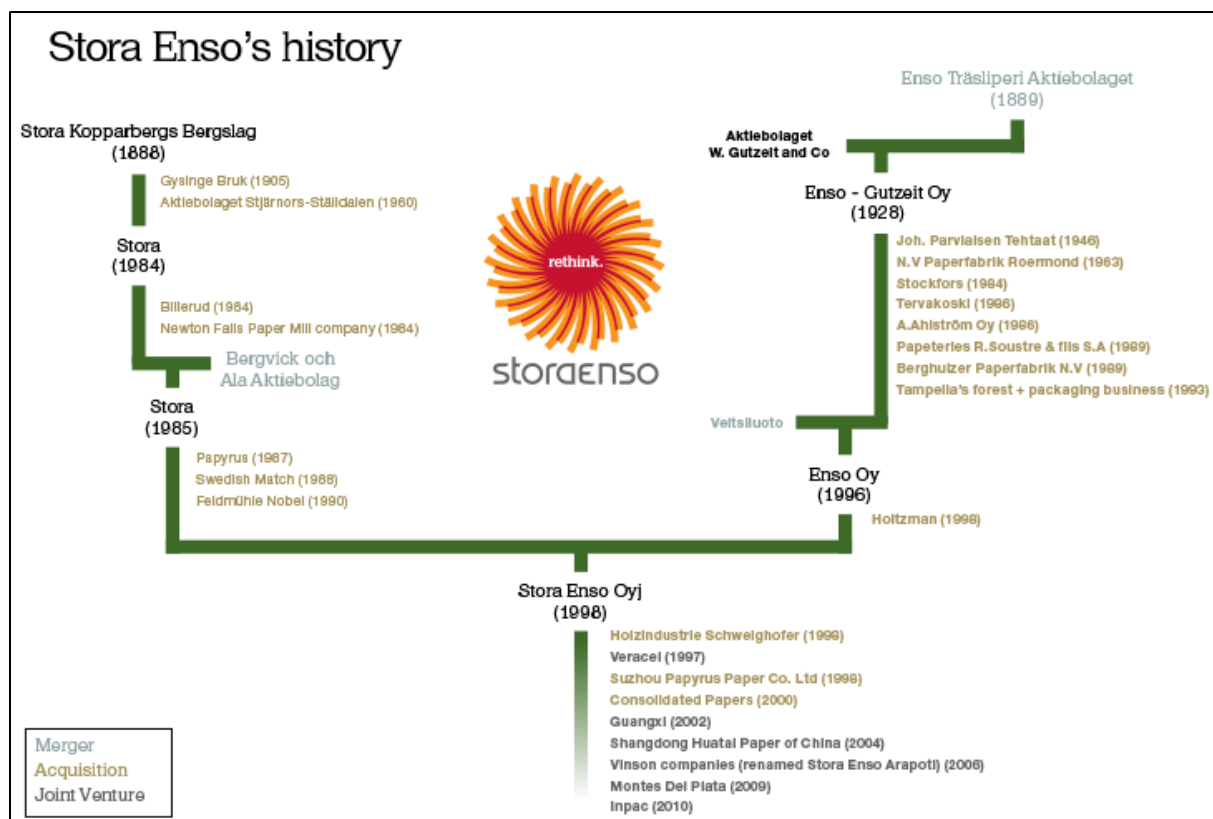 Stora Enso's history
Enso Träsliperi Aktiebolaget
(1889)
Stora Kopparbergs Bergslag
(1888)
Aktiebolaget
W. Gutzeit and Co
Gysinge Bruk (1905)
Aktiebolaget Stjärnors-Ställdalen (1960)
Enso - Gutzeit Oy
(1928)
Stora
(1984)
rethink.
storaenso
Joh. Parviaisen Tehtaat (1946)
N.V Paperfabrik Roermond (1963)
Stockfors (1984)
Tervakoski (1986)
A.Ahlström Oy (1986)
Papeteries R.Soustre & fils S.A (1989)
Berghuizer Paperfabrik N.V (1989)
Tampella's forest + packaging business (1993)
Billerud (1984)
Newton Falls Paper Mill company (1984)
Bergvick och
Ala Aktiebolag
Stora
(1985)
Veitsiluoto
Papyrus (1987)
Swedish Match (1988)
Feldmühle Nobel (1990)
Enso Oy
(1996)
Holtzman (1998)
Stora Enso Oyj
(1998)
Holzindustrie Schweighofer (1998)
Veracel (1997)
Suzhou Papyrus Paper Co. Ltd (1998)
Consolidated Papers (2000)
Guangxi (2002)
Shangdong Huatai Paper of China (2004)
Vinson companies (renamed Stora Enso Arapoti) (2006)
Montes Del Plata (2009)
Inpac (2010)
Merger
Acquisition
Joint Venture